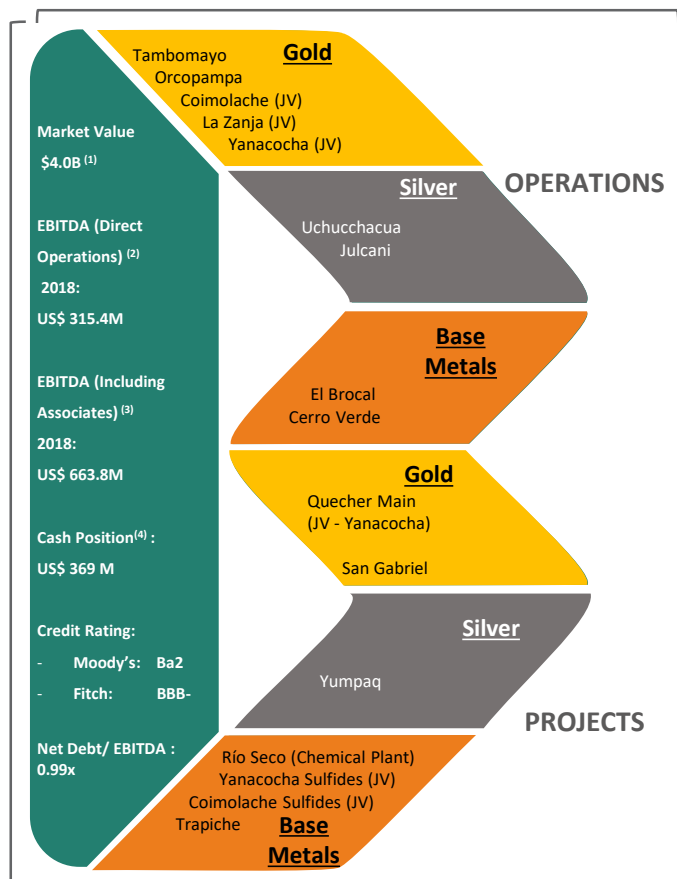 Market Value
$4.0B (1)
EBITDA (Direct
Operations) (2)
2018:
US$ 315.4M
EBITDA (Including
Associates) (3)
2018:
US$ 663.8M
Cash Position(4) :
US$ 369 M
Credit Rating:
- Moody's: Ba2
- Fitch: BBB-
Net Debt/ EBITDA :
0.99x
Gold
Tambomayo
Orcopampa
Coimolache (JV)
La Zanja (JV)
Yanacocha (JV)
OPERATIONS
Silver
Uchucchacua
Julcani
Base
Metals
El Brocal
Cerro Verde
Gold
Quecher Main
(JV - Yanacocha)
San Gabriel
Silver
Yumpaq
PROJECTS
Río Seco (Chemical Plant)
Yanacocha Sulfides (JV)
Coimolache Sulfides (JV)
Trapiche
Base
Metals